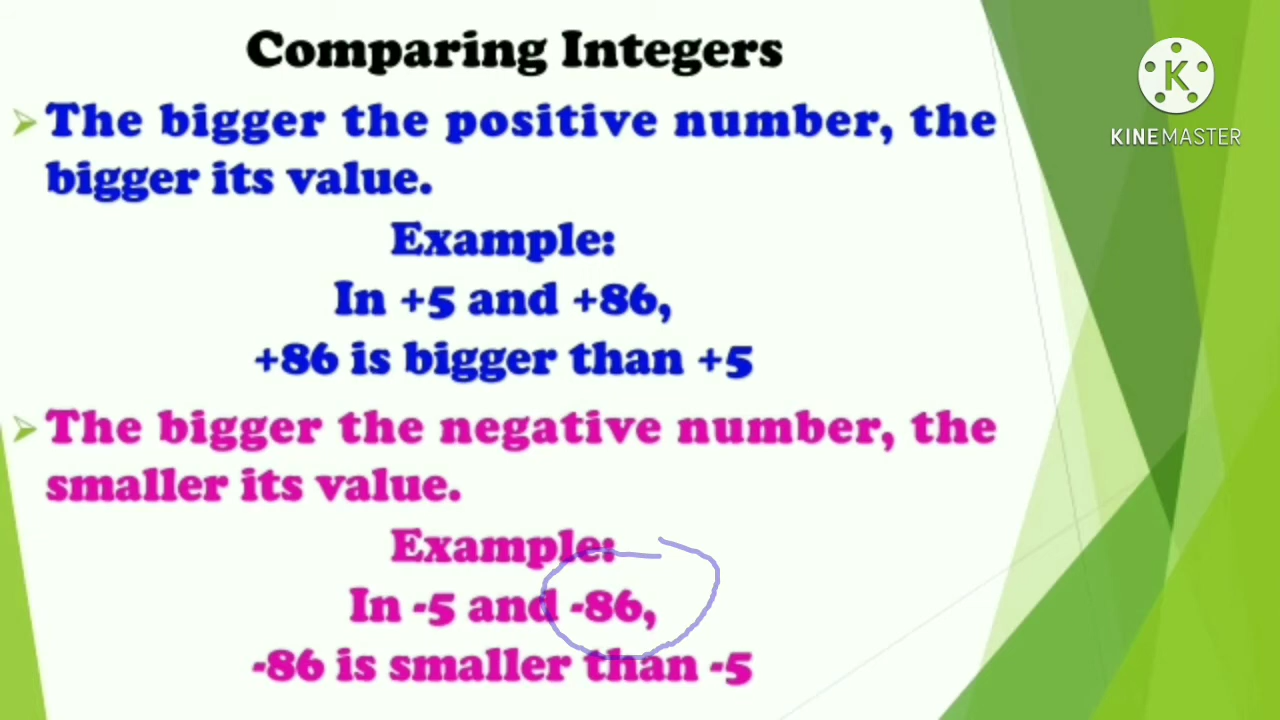 Comparing Integers
The bigger the positive number, the
bigger its value.
Example:
In +5 and +86,
+86 is bigger than +5
The bigger the negative number, the
smaller its value.
Example:
In -5 and -86,
-86 is smaller than -5
K
KINEMASTER